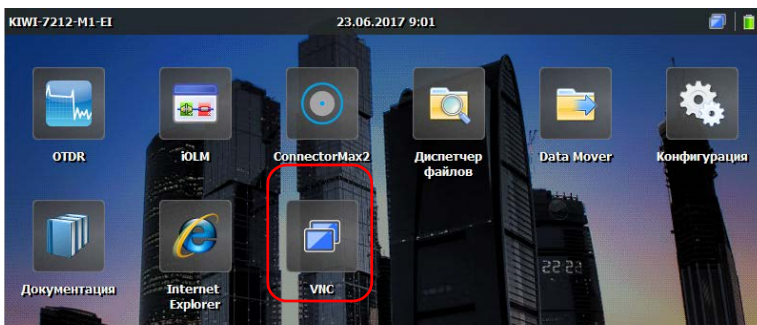 KIWI-7212-M1-EI
23.06.2017 9:01
OTDR
iOLM
ConnectorMax2
Диспетчер
файлов
Data Mover
Конфигурация
Документация
Internet
Explorer
VNC
22:22